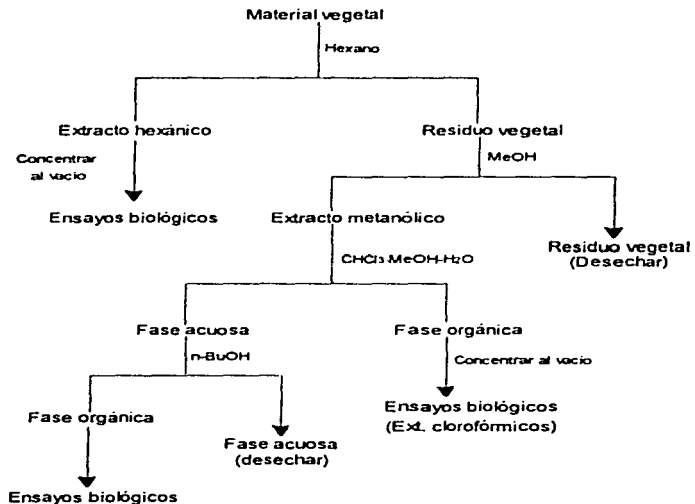 Material vegetal
Hexano
Extracto hexánico
Residuo vegetal
Concentrar
al vacio
MeOH
Ensayos biológicos
Extracto metanólico
Residuo vegetal
(Desechar)
CHCl3-MeOH-H2O
Fase acuosa
Fase orgánica
n-BuOH
Concentrar al vacio
Fase orgánica
Ensayos biológicos
(Ext. clorofórmicos)
Fase acuosa
(desechar)
Ensayos biológicos